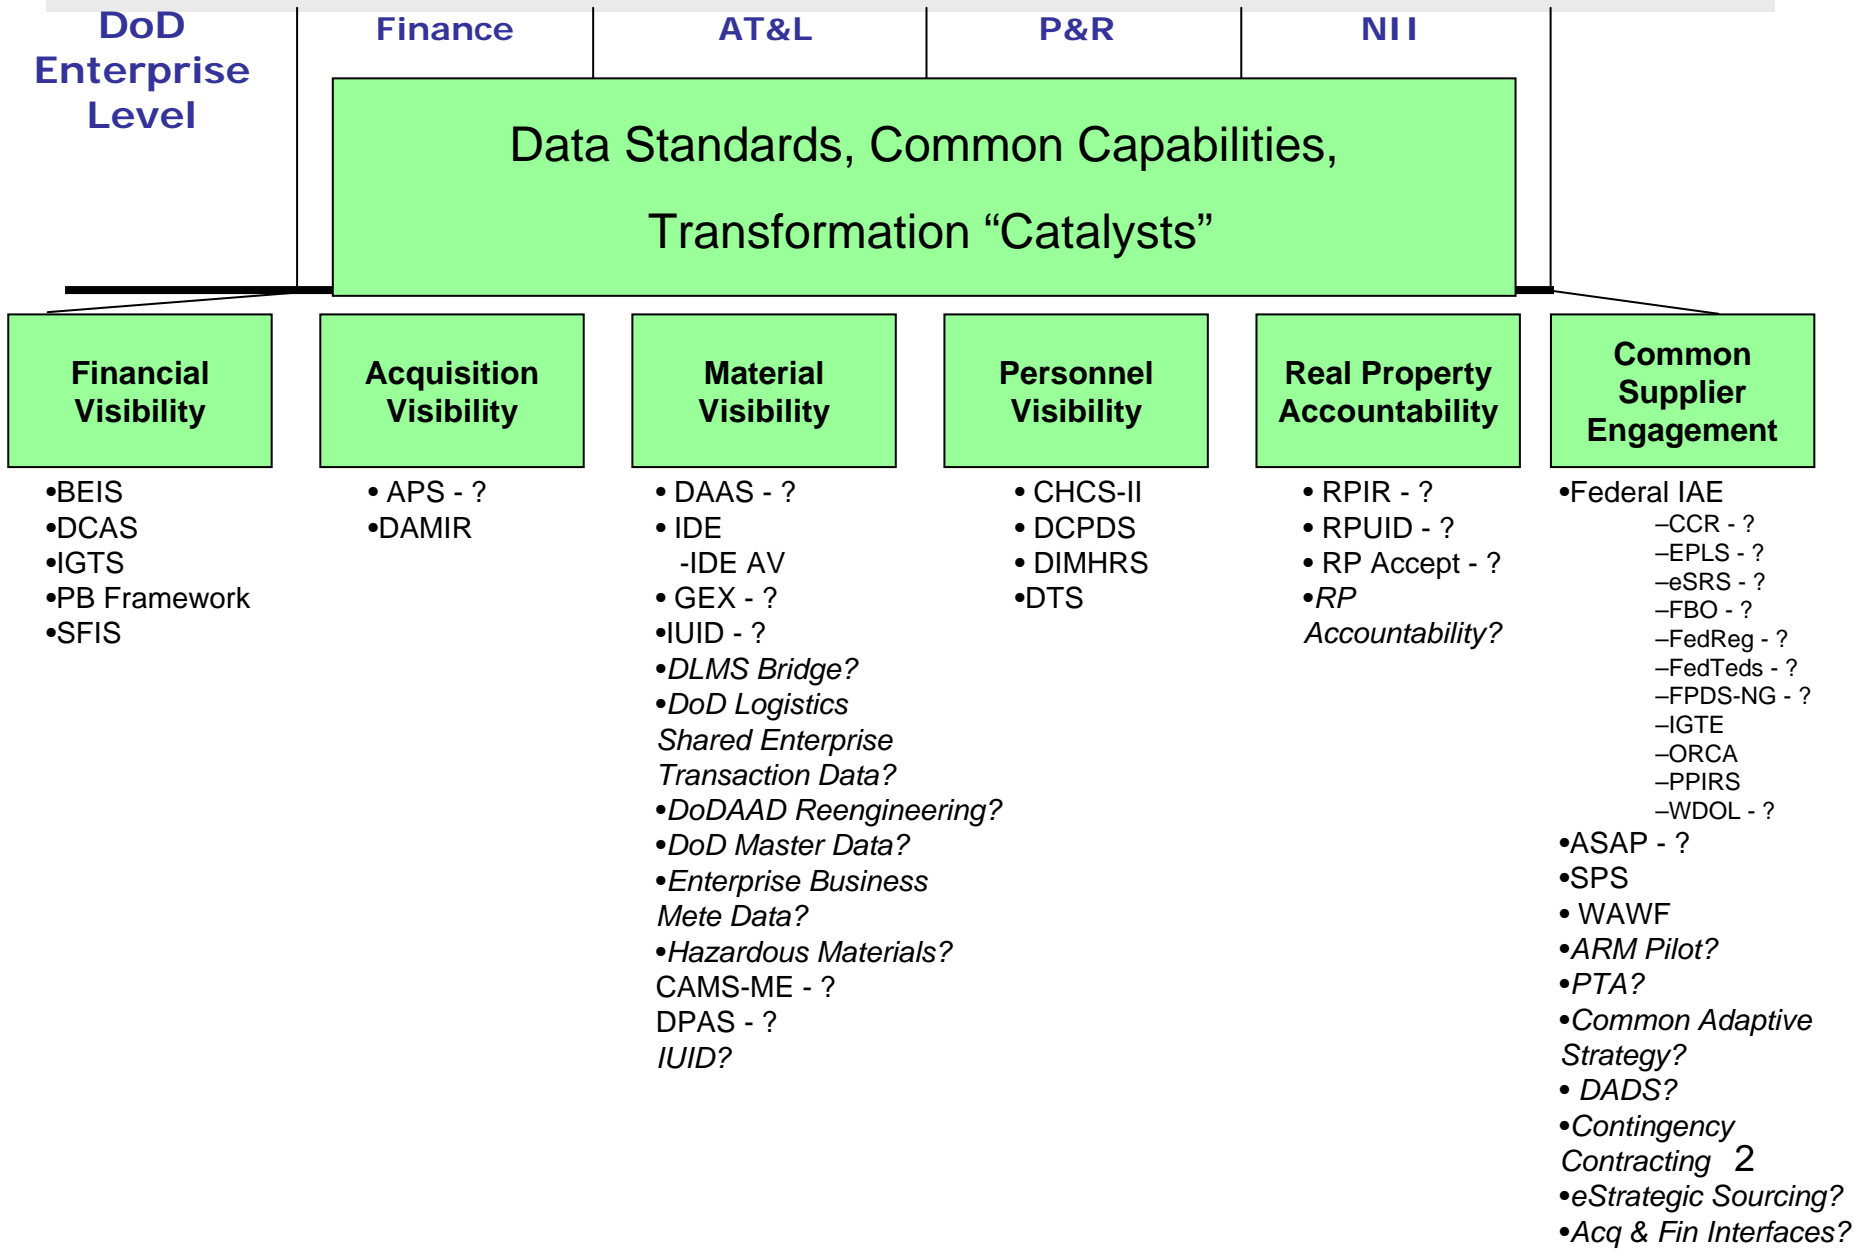 DoD
Enterprise
Level
Finance
AT&L
P&R
NII
Data Standards, Common Capabilities,
Transformation “Catalysts”
Financial
Visibility
•BEIS
•DCAS
•IGTS
•PB Framework
•SFIS
Acquisition
Visibility
• APS - ?
•DAMIR
Material
Visibility
• DAAS - ?
• IDE
-IDE AV
• GEX - ?
•IUID - ?
•DLMS Bridge?
•DoD Logistics
Shared Enterprise
Transaction Data?
•DoDAAD Reengineering?
•DoD Master Data?
•Enterprise Business
Mete Data?
•Hazardous Materials?
CAMS-ME - ?
DPAS - ?
IUID?
Personnel
Visibility
• CHCS-II
• DCPDS
• DIMHRS
•DTS
Real Property
Accountability
• RPIR - ?
• RPUID - ?
• RP Accept - ?
•RP
Accountability?
Common
Supplier
Engagement
•Federal IAE
–CCR - ?
–EPLS - ?
–eSRS - ?
–FBO - ?
–FedReg - ?
–FedTeds - ?
–FPDS-NG - ?
–IGTE
–ORCA
–PPIRS
–WDOL - ?
•ASAP - ?
•SPS
• WAWF
•ARM Pilot?
•PTA?
•Common Adaptive
Strategy?
• DADS?
•Contingency
Contracting 2
•eStrategic Sourcing?
•Acq & Fin Interfaces?